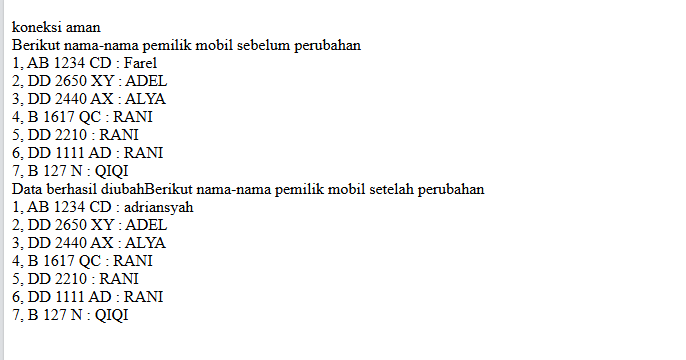 koneksi aman
Berikut nama-nama pemilik mobil sebelum perubahan
1, AB 1234 CD : Farel
2, DD 2650 XY : ADEL
3, DD 2440 AX : ALYA
4, B 1617 QC : RANI
5, DD 2210 : RANI
6, DD 1111 AD : RANI
7, B 127 N : QIQI
Data berhasil diubahBerikut nama-nama pemilik mobil setelah perubahan
1, AB 1234 CD : adriansyah
2, DD 2650 XY : ADEL
3, DD 2440 AX : ALYA
4, B 1617 QC : RANI
5, DD 2210 : RANI
6, DD 1111 AD : RANI
7, B 127 N : QIQI